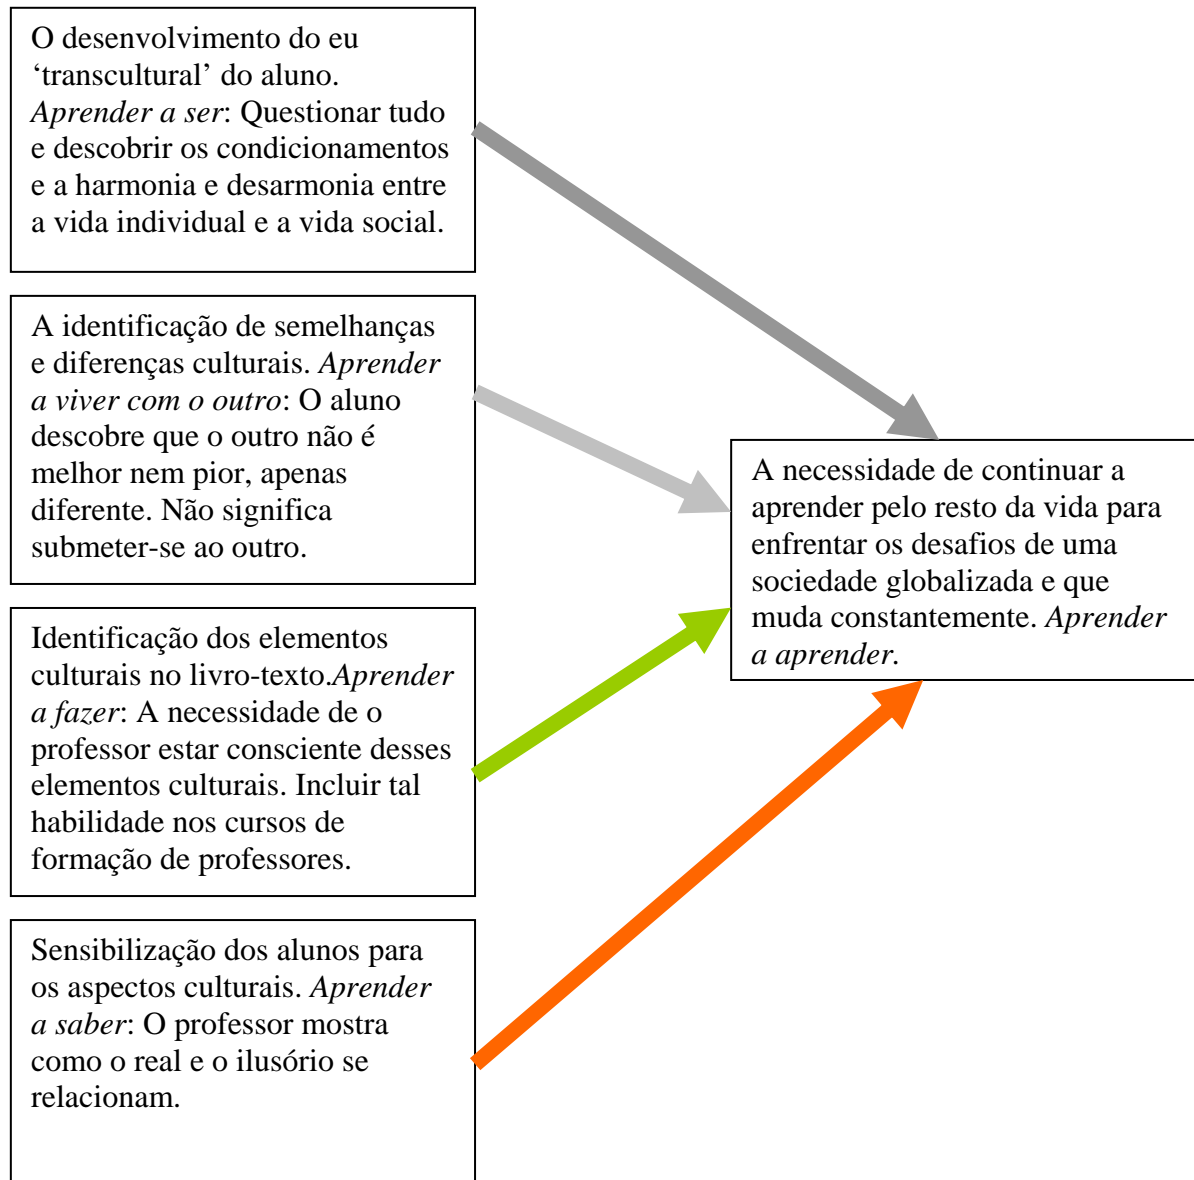 O desenvolvimento do eu
‘transcultural’ do aluno.
Aprender a ser: Questionar tudo
e descobrir os condicionamentos
e a harmonia e desarmonia entre
a vida individual e a vida social.
A identificação de semelhanças
e diferenças culturais. Aprender
a viver com o outro: O aluno
descobre que o outro não é
melhor nem pior, apenas
diferente. Não significa
submeter-se ao outro.
Identificação dos elementos
culturais no livro-texto.Aprender
a fazer: A necessidade de o
professor estar consciente desses
elementos culturais. Incluir tal
habilidade nos cursos de
formação de professores.
Sensibilização dos alunos para
os aspectos culturais. Aprender
a saber: O professor mostra
como o real e o ilusório se
relacionam.
A necessidade de continuar a
aprender pelo resto da vida para
enfrentar os desafios de uma
sociedade globalizada e que
muda constantemente. Aprender
a aprender.